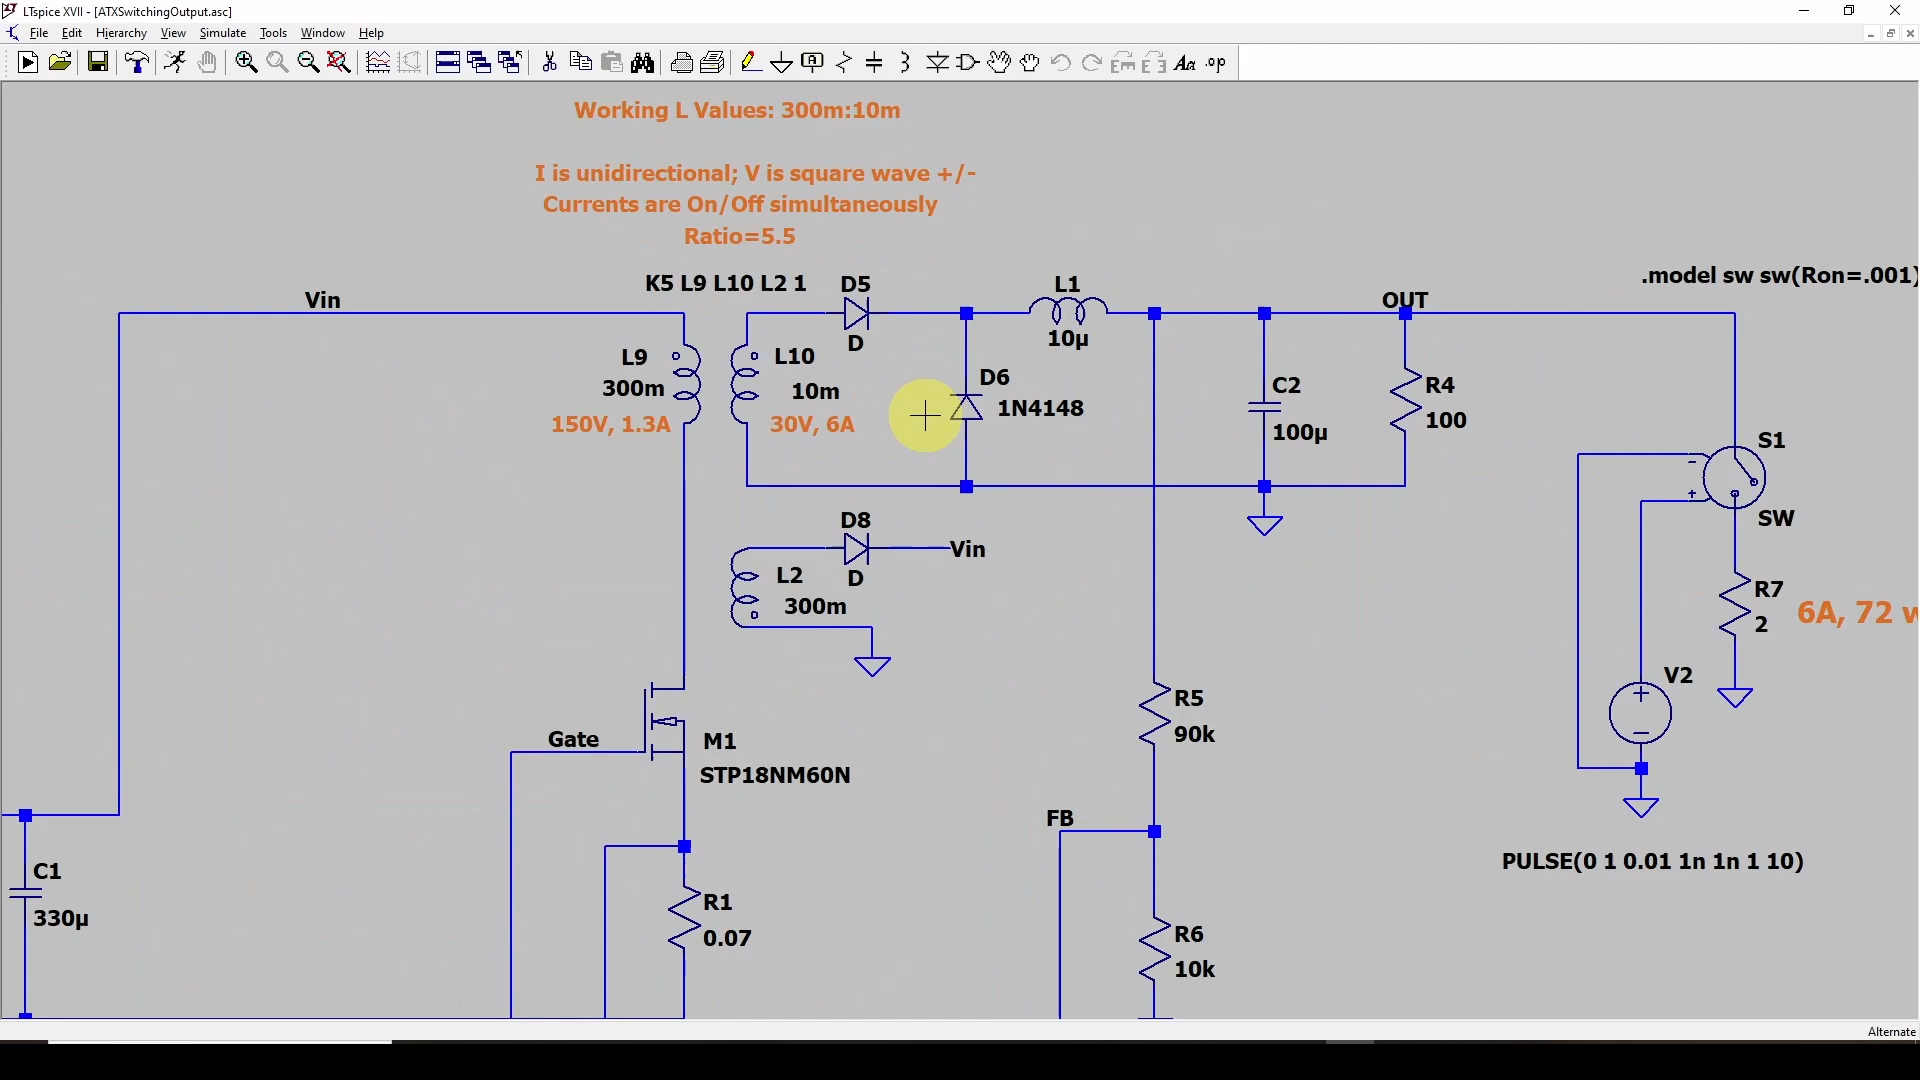 LTspice XVII - [ATXSwitchingOutput.asc]
File Edit Hierarchy View Simulate Tools Window Help
Working L Values: 300m:10m
I is unidirectional; V is square wave +/-
Currents are On/Off simultaneously
Ratio=5.5
K5 L9 L10 L2 1
D5
D
.model sw sw(Ron=.001)
Vin
L1
10µ
OUT
L9
300m
150V, 1.3A
L10
10m
30V, 6A
D6
1N4148
C2
100µ
R4
100
S1
SW
D8
D
Vin
L2
300m
R7
2
6A, 72 w
V2
R5
90k
Gate
M1
STP18NM60N
FB
PULSE(0 1 0.01 1n 1n 1 10)
C1
330µ
R1
0.07
R6
10k
Alternate